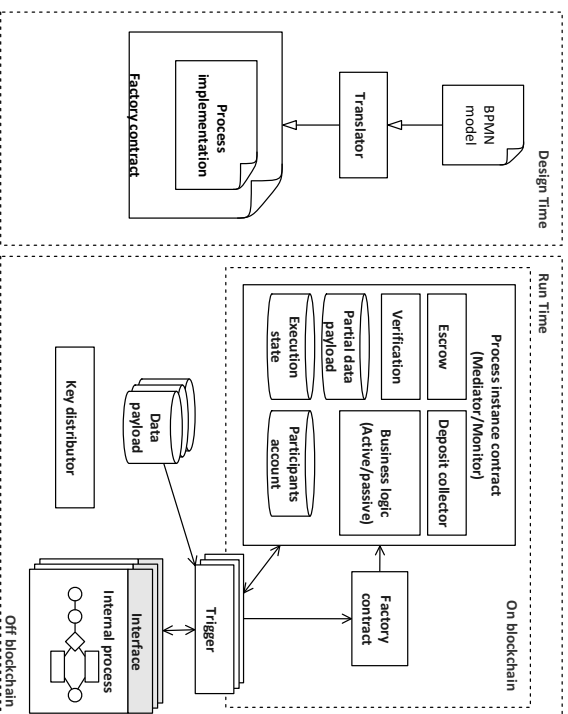 Design Time
BPMN
model
Translator
Process
implementation
Factory contract
Run Time
On blockchain
Process instance contract
(Mediator/Monitor)
Escrow
Deposit collector
Verification
Business logic
(Active/passive)
Partial data
payload
Execution
state
Participants
account
Factory
contract
Trigger
Data
payload
Key distributor
Interface
Internal process
Off blockchain